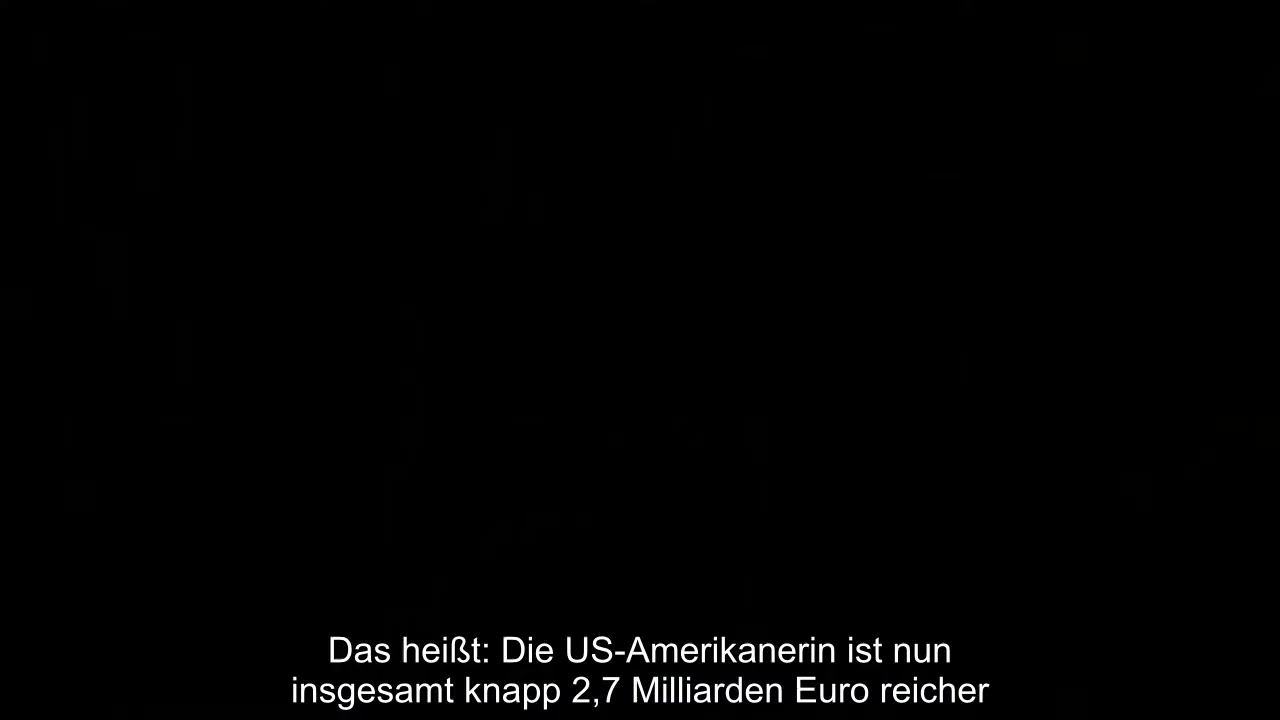 Das heißt: Die US-Amerikanerin ist nun
insgesamt knapp 2,7 Milliarden Euro reicher